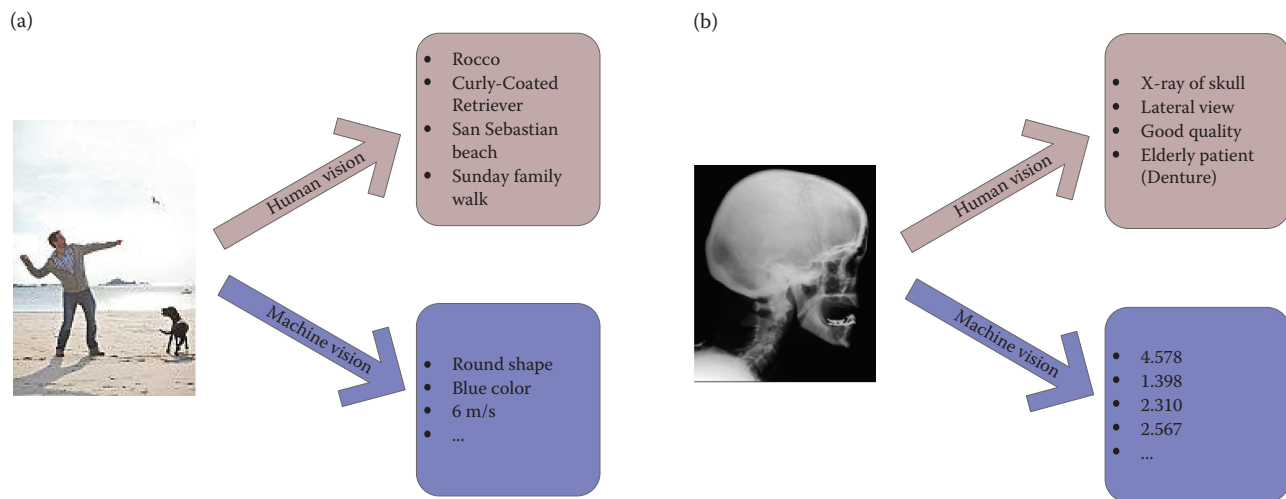 (a)
• Rocco
• Curly-Coated
Retriever
• San Sebastian
beach
• Sunday family
walk
Human vision
Machine vision
• Round shape
• Blue color
• 6 m/s
• ...
(b)
• X-ray of skull
• Lateral view
• Good quality
• Elderly patient
(Denture)
Human vision
Machine vision
• 4.578
• 1.398
• 2.310
• 2.567
• ...